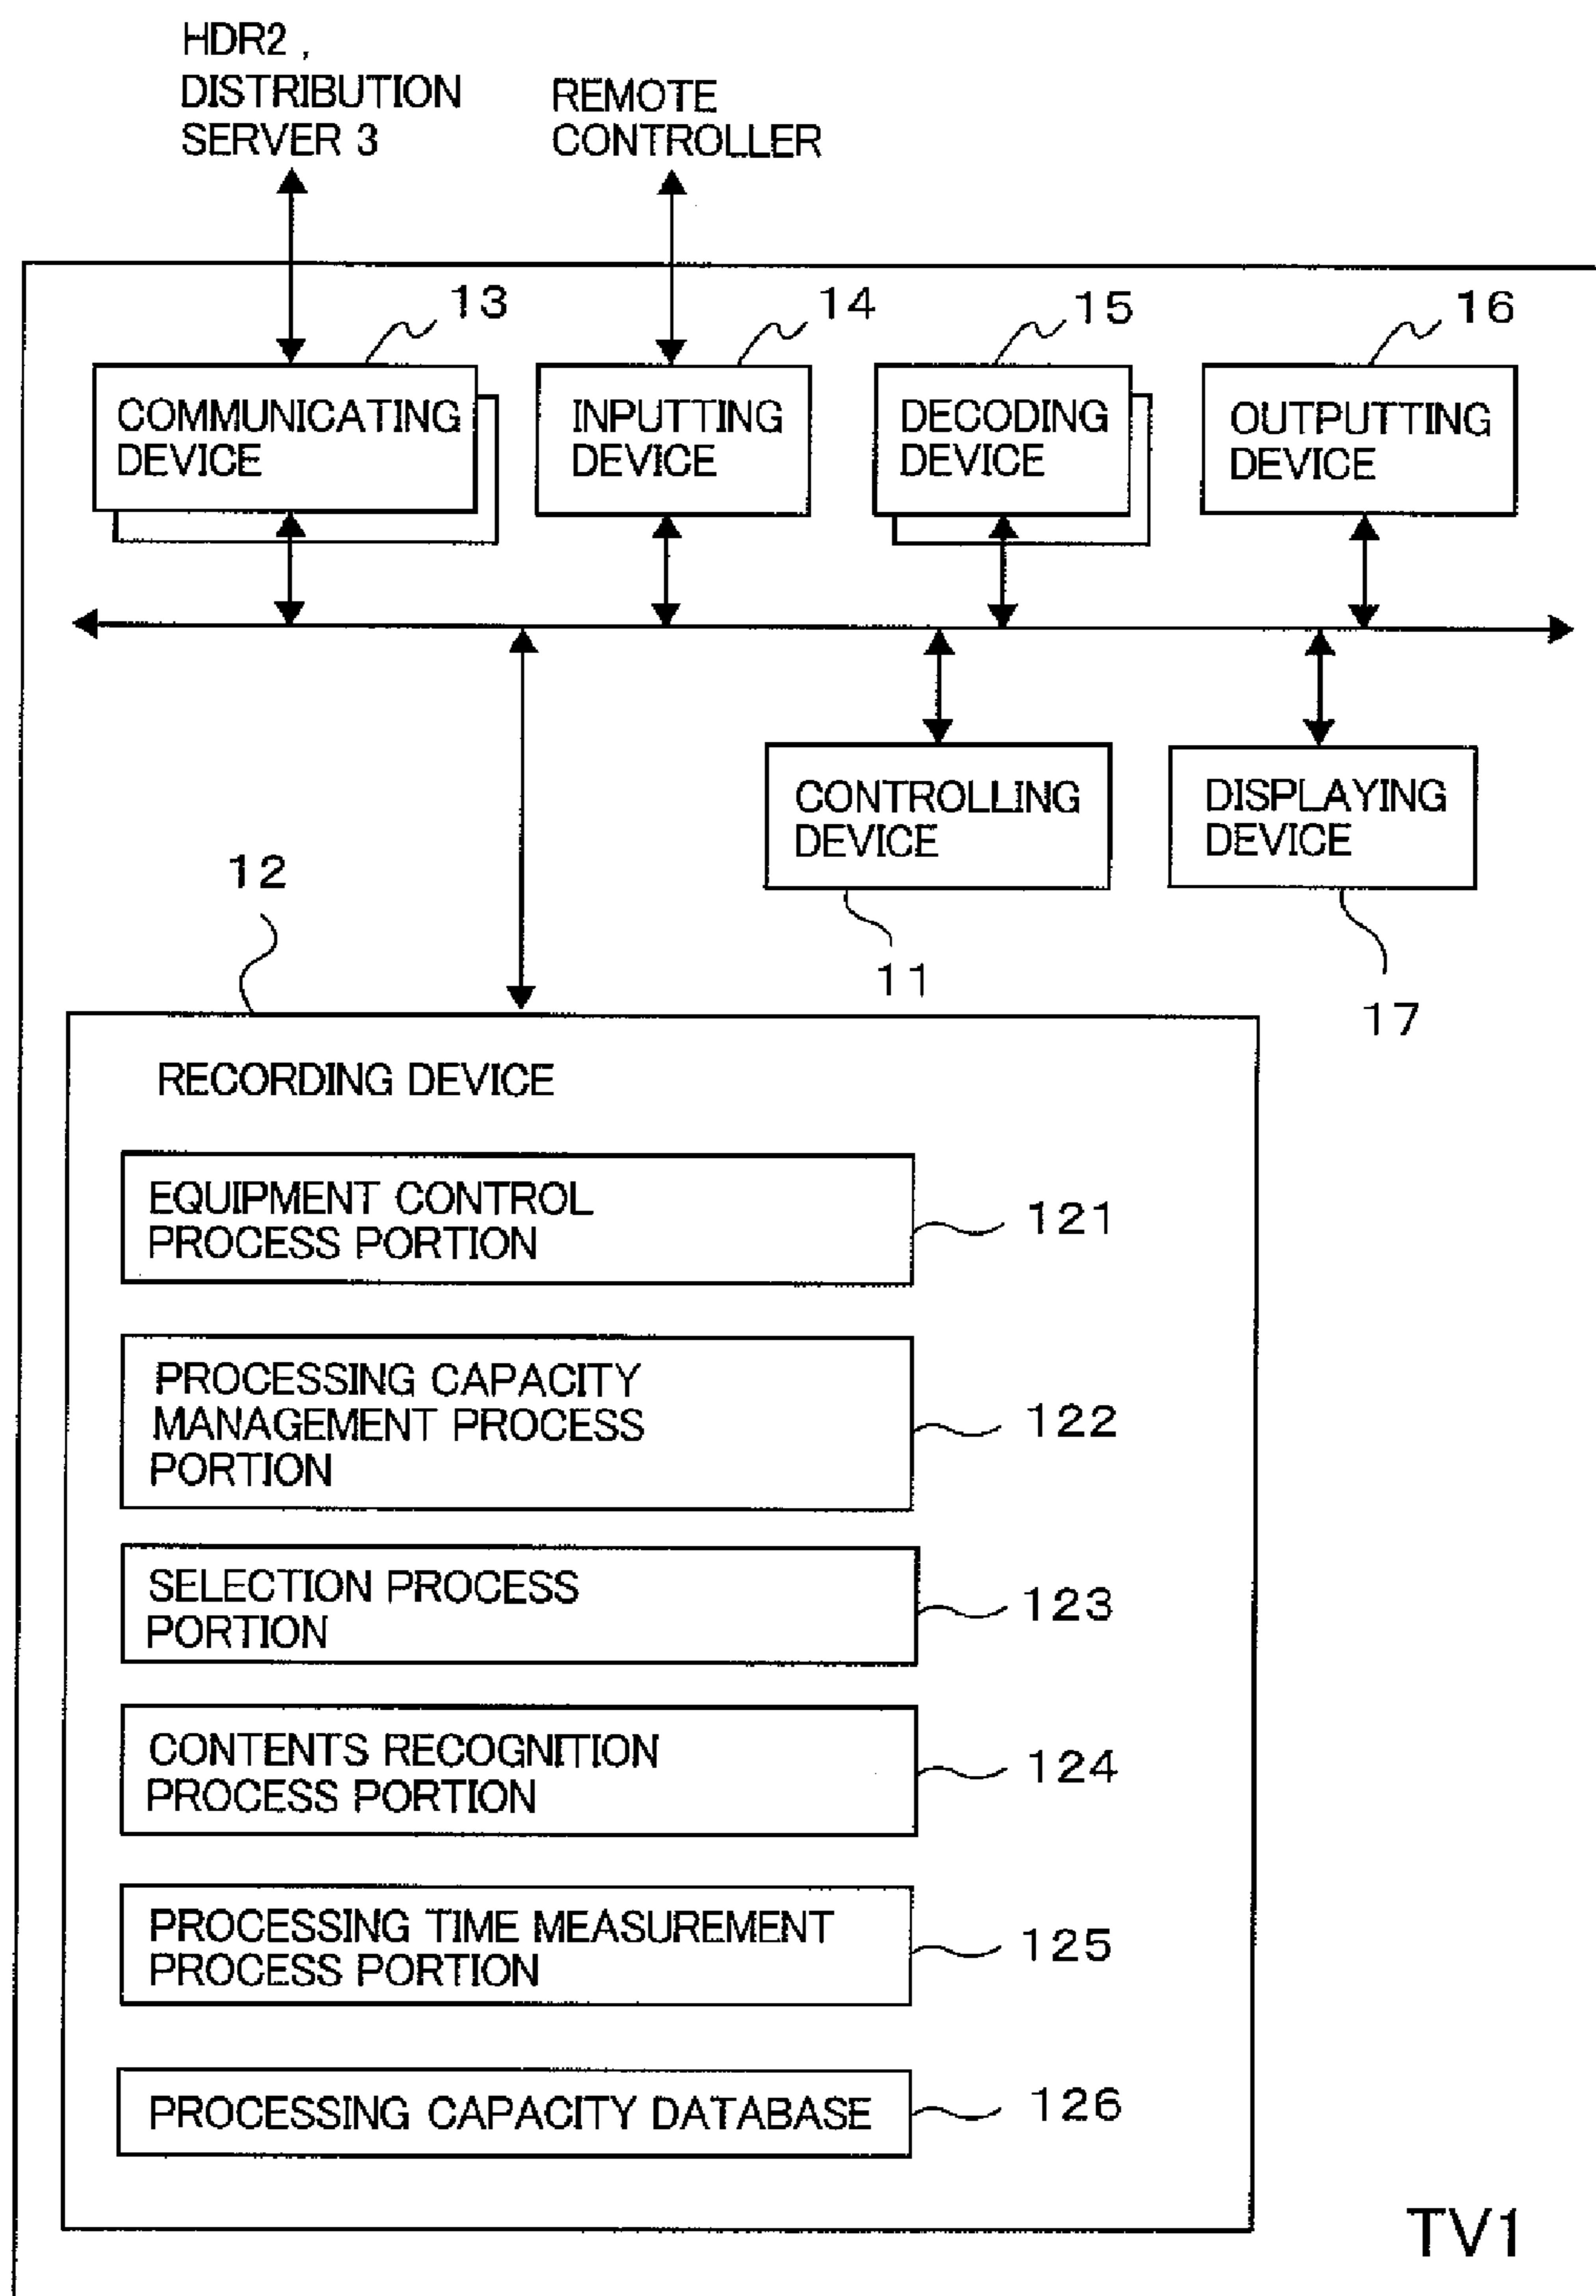 HDR2 ,
DISTRIBUTION
SERVER 3
REMOTE
CONTROLLER
13
14
15
16
COMMUNICATING
DEVICE
INPUTTING
DEVICE
DECODING
DEVICE
OUTPUTTING
DEVICE
CONTROLLING
DEVICE
DISPLAYING
DEVICE
12
11
17
RECORDING DEVICE
EQUIPMENT CONTROL
PROCESS PORTION
121
PROCESSING CAPACITY
MANAGEMENT PROCESS
PORTION
122
SELECTION PROCESS
PORTION
123
CONTENTS RECOGNITION
PROCESS PORTION
124
PROCESSING TIME MEASUREMENT
PROCESS PORTION
125
PROCESSING CAPACITY DATABASE
126
TV1